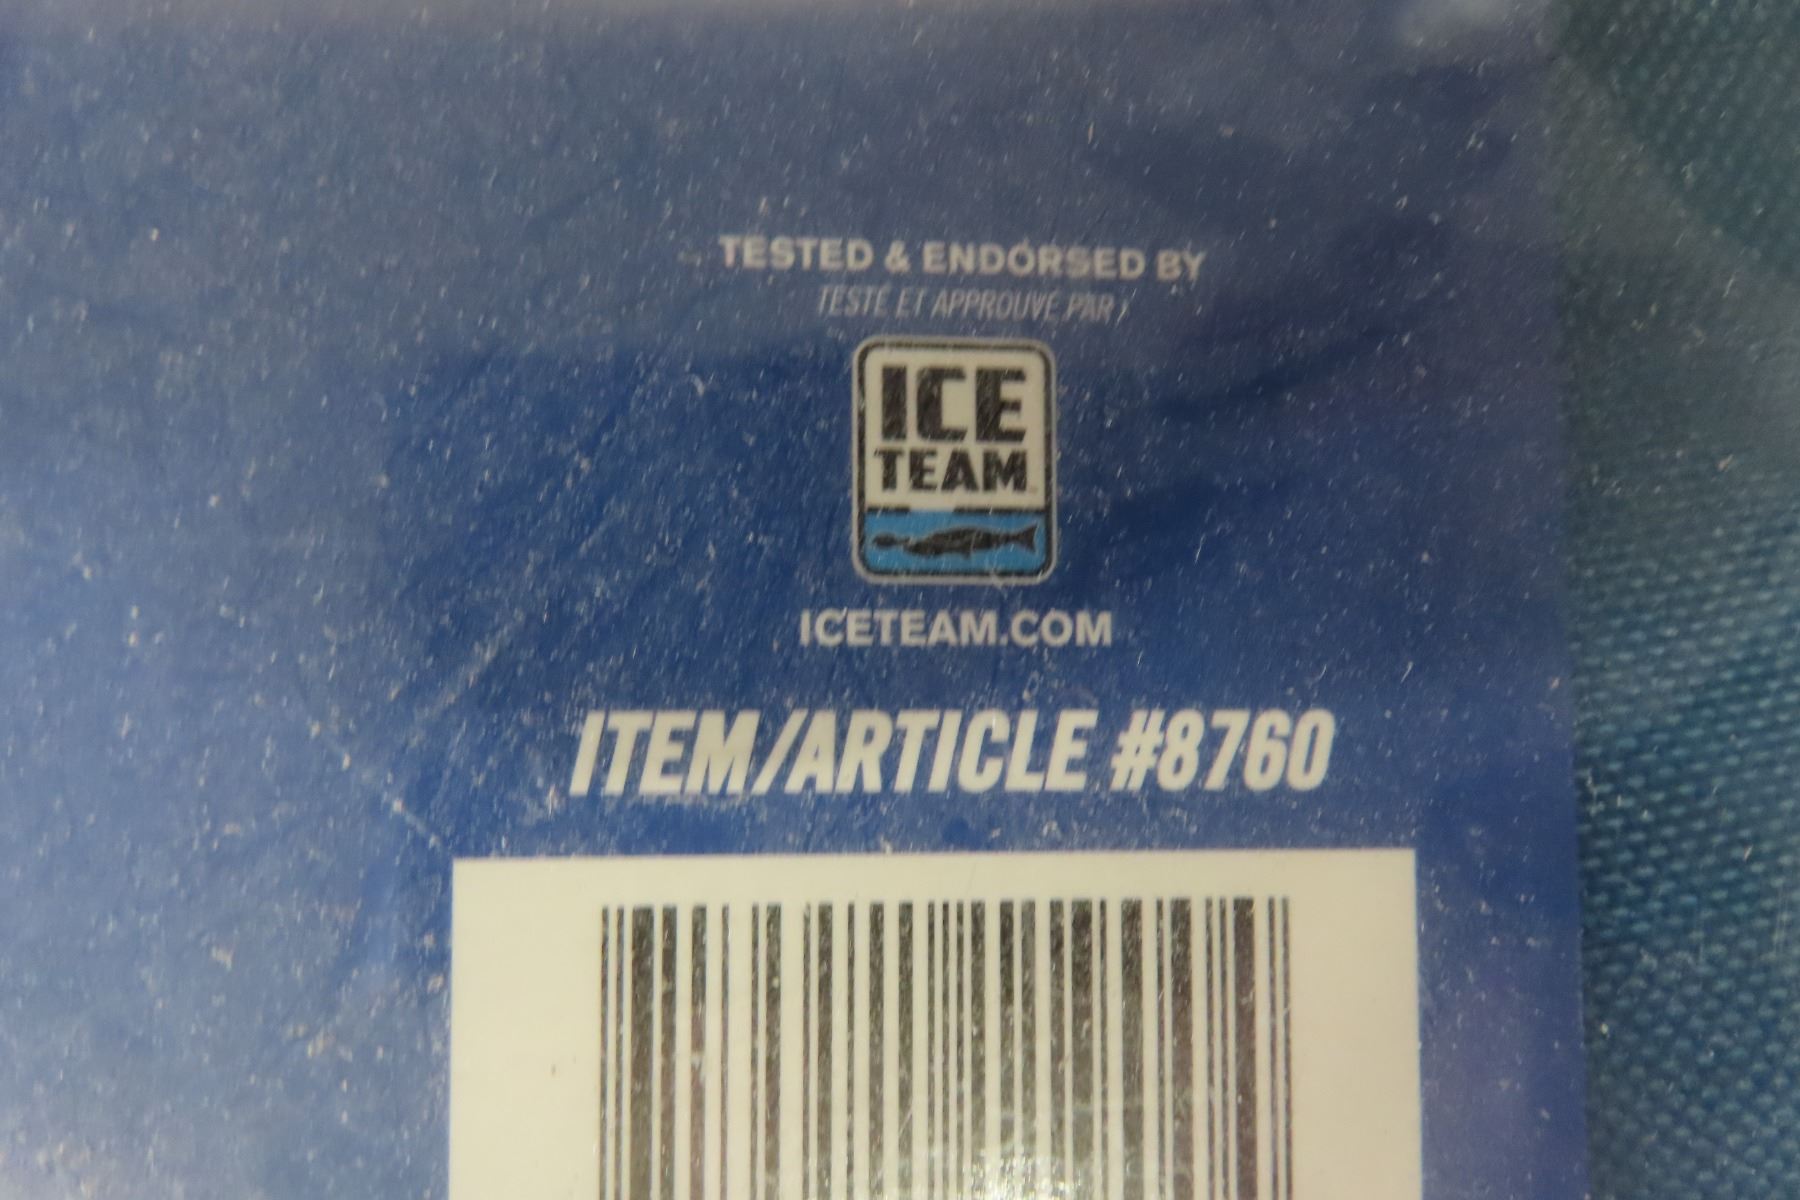 TESTED & ENDORSED BY
TESTÉ ET APPROUVÉ PAR
ICE
TEAM
ICETEAM.COM
ITEM/ARTICLE #8760